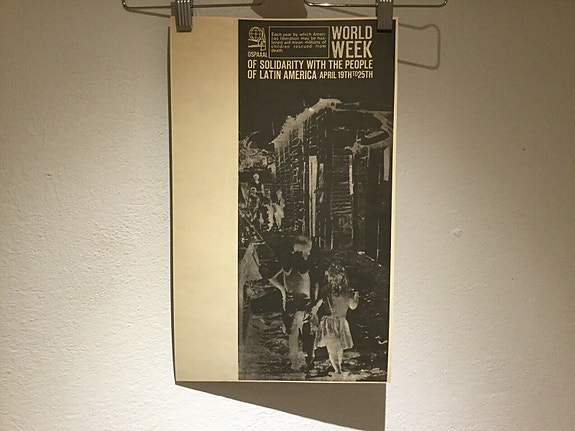 OSPAAAL
Each year by which Ameri-
cas liberation may be has-
tened will mean millions of
children rescued from
death
WORLD
WEEK
OF SOLIDARITY WITH THE PEOPLE
OF LATIN AMERICA APRIL 19TH TO 25TH